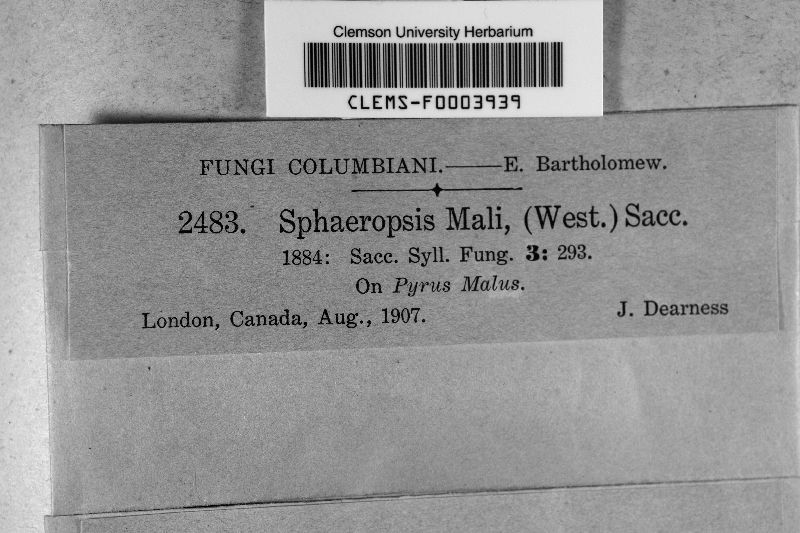 Clemson University Herbarium
CLEMS-F0003939
FUNGI COLUMBIANI.——E. Bartholomew.
2483. Sphaeropsis Mali, (West.) Sacc.
1884: Sacc. Syll. Fung. 3: 293.
On Pyrus Malus.
London, Canada, Aug., 1907. J. Dearness